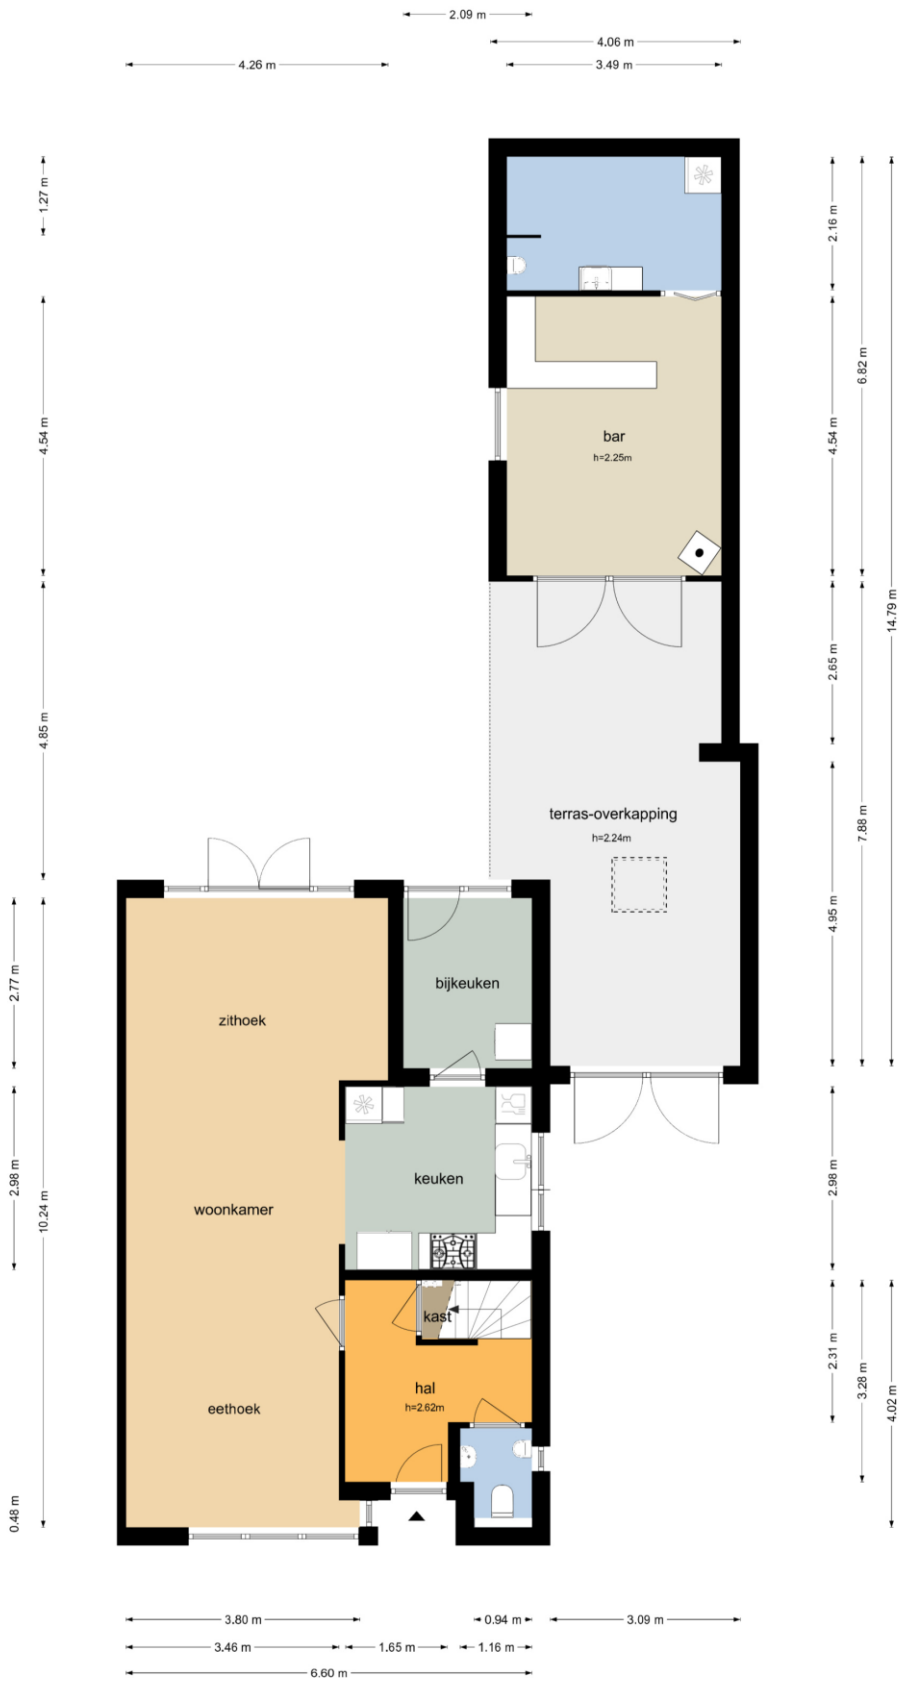 2.09 m
4.06 m
4.26 m
3.49 m
1.27 m
2.16 m
6.82 m
14.79 m
4.54 m
4.54 m
bar
h=2.25m
2.65 m
4.85 m
7.88 m
terras-overkapping
h=2.24m
4.95 m
2.77 m
bijkeuken
zithoek
2.98 m
10.24 m
keuken
2.98 m
woonkamer
kast
2.31 m
3.28 m
4.02 m
hal
h=2.62m
eethoek
0.48 m
3.80 m
0.94 m
3.09 m
3.46 m
1.65 m
1.16 m
6.60 m